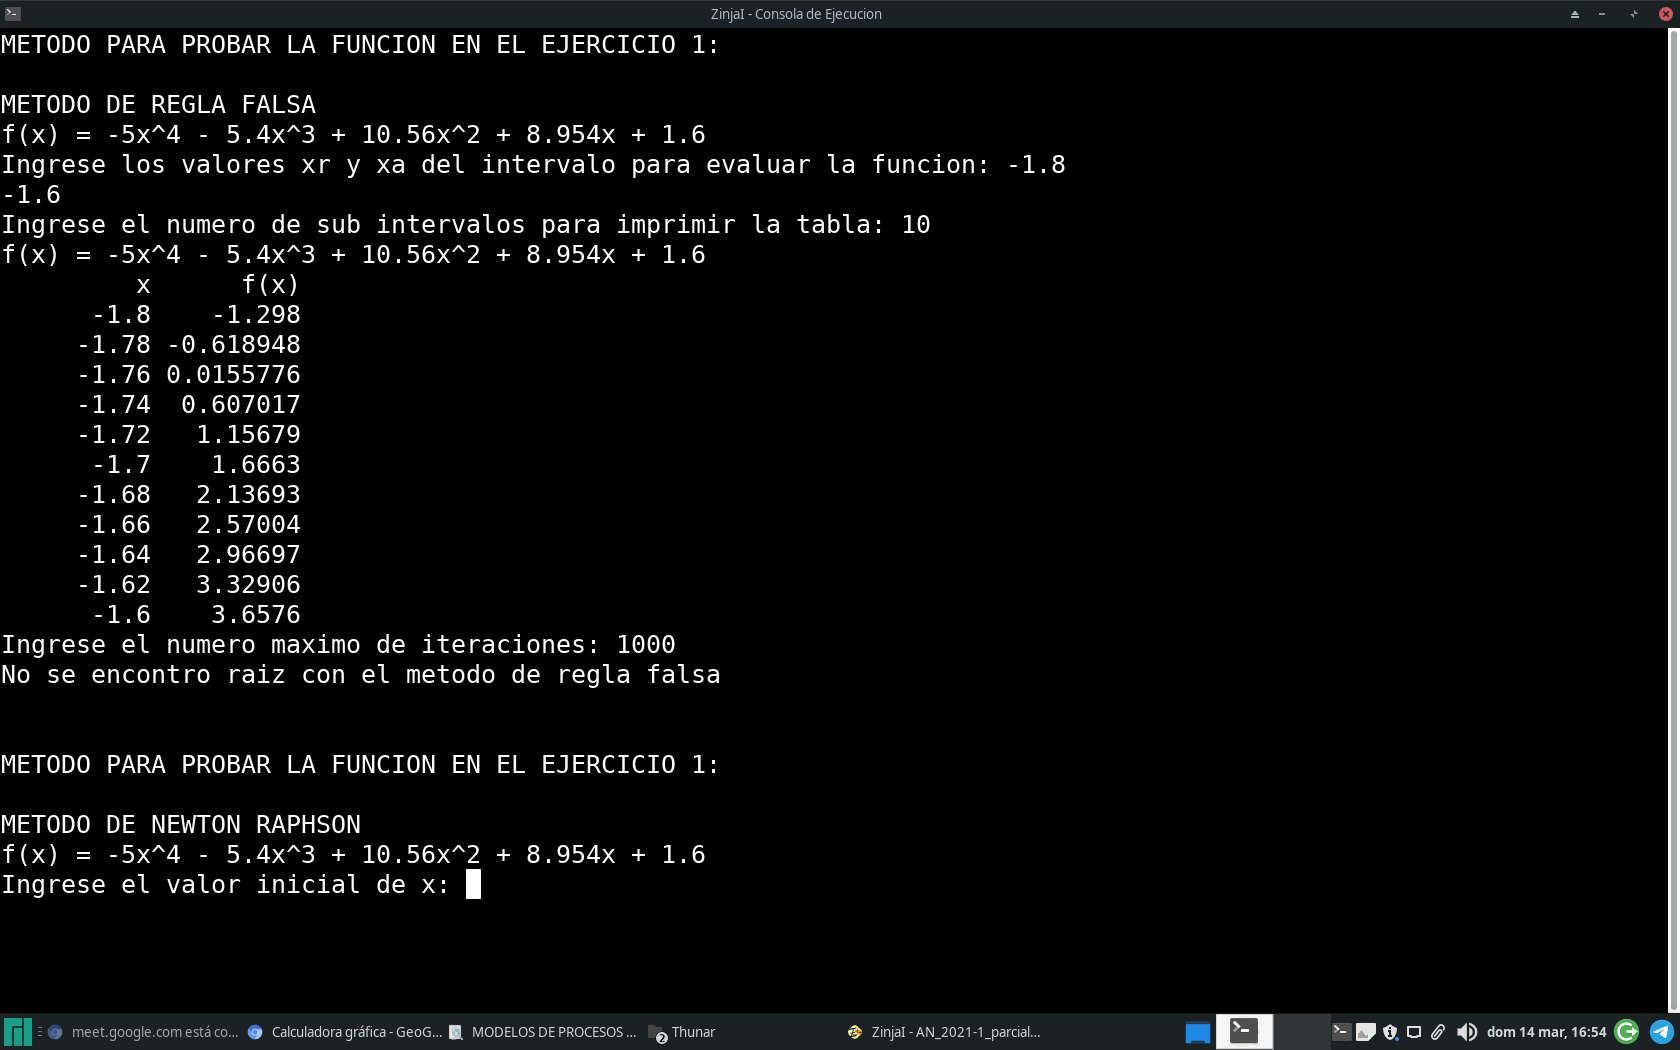 ZinjaI - Consola de Ejecucion
METODO PARA PROBAR LA FUNCION EN EL EJERCICIO 1:
METODO DE REGLA FALSA
f(x) = -5x^4 - 5.4x^3 + 10.56x^2 + 8.954x + 1.6
Ingrese los valores xr y xa del intervalo para evaluar la funcion: -1.8
-1.6
Ingrese el numero de sub intervalos para imprimir la tabla: 10
f(x) = -5x^4 - 5.4x^3 + 10.56x^2 + 8.954x + 1.6
x f(x)
-1.8 -1.298
-1.78 -0.618948
-1.76 0.0155776
-1.74 0.607017
-1.72 1.15679
-1.7 1.6663
-1.68 2.13693
-1.66 2.57004
-1.64 2.96697
-1.62 3.32906
-1.6 3.6576
Ingrese el numero maximo de iteraciones: 1000
No se encontro raiz con el metodo de regla falsa
METODO PARA PROBAR LA FUNCION EN EL EJERCICIO 1:
METODO DE NEWTON RAPHSON
f(x) = -5x^4 - 5.4x^3 + 10.56x^2 + 8.954x + 1.6
Ingrese el valor inicial de x:
meet.google.com está co... Calculadora gráfica - GeoG... MODELOS DE PROCESOS ... 2 Thunar ZinjaI - AN_2021-1_parcial... dom 14 mar, 16:54